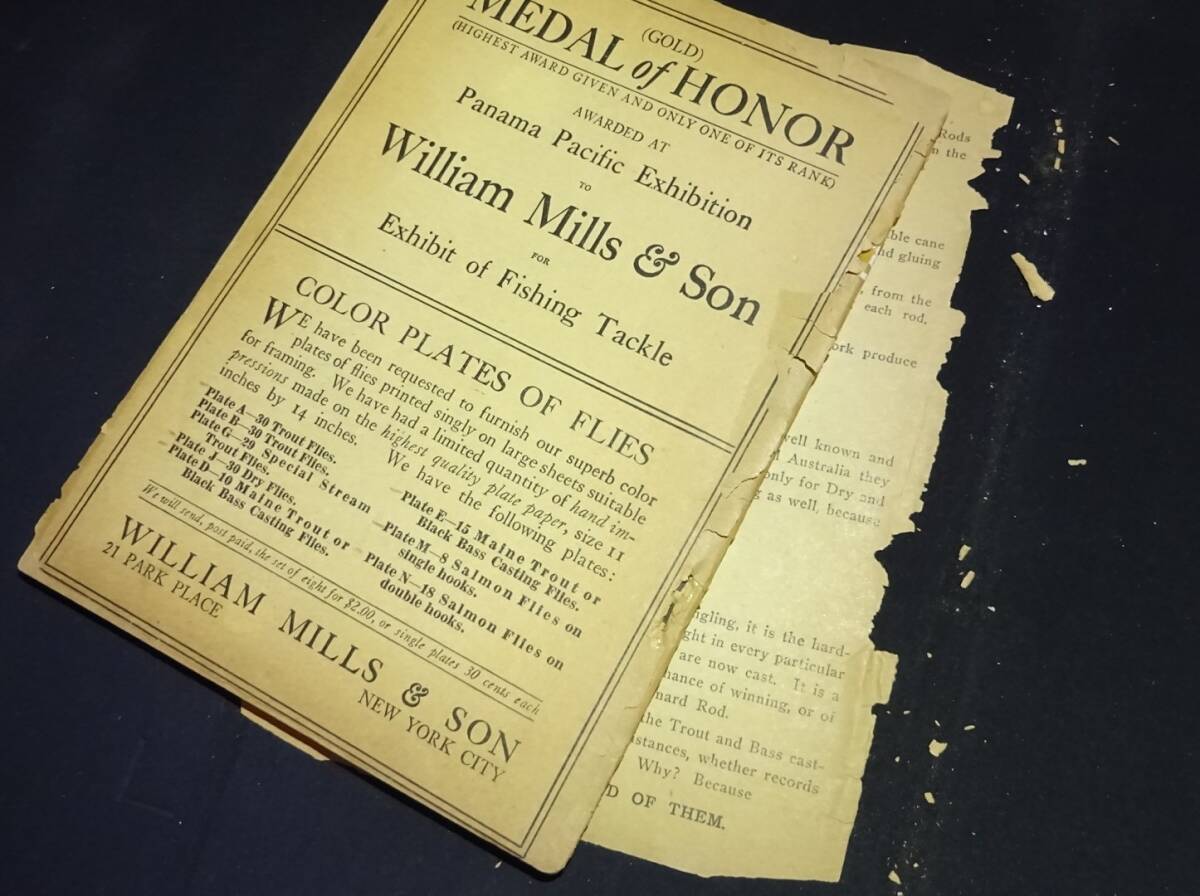 (GOLD)
MEDAL of HONOR
(HIGHEST AWARD GIVEN AND ONLY ONE OF ITS RANK)
AWARDED AT
Panama Pacific Exhibition
TO
William Mills & Son
FOR
Exhibit of Fishing Tackle
COLOR PLATES OF FLIES
WE have been requested to furnish our superb color
plates of flies printed singly on large sheets suitable
for framing. We have had a limited quantity of hand im-
pressions made on the highest quality plate paper, size 11
inches by 14 inches. We have the following plates:
Plate A—30 Trout Flies.
Plate B—30 Trout Flies.
Plate G—29 Special Stream
Trout Flies.
Plate J—30 Dry Flies.
Plate D—10 Maine Trout or
Black Bass Casting Flies.
Plate E—15 Maine Trout or
Black Bass Casting Flies.
Plate M—8 Salmon Flies on
single hooks.
Plate N—18 Salmon Flies on
double hooks.
We will send, post paid, the set of eight for $2.00, or single plates 30 cents each
WILLIAM MILLS & SON
21 PARK PLACE NEW YORK CITY
Rods
n the
ble cane
nd gluing
from the
each rod.
ork produce
well known and
Australia they
only for Dry and
g as well, because
ngling, it is the hard-
ght in every particular
are now cast. It is a
hance of winning, or of
nard Rod.
the Trout and Bass cast-
stances, whether records
Why? Because
D OF THEM.